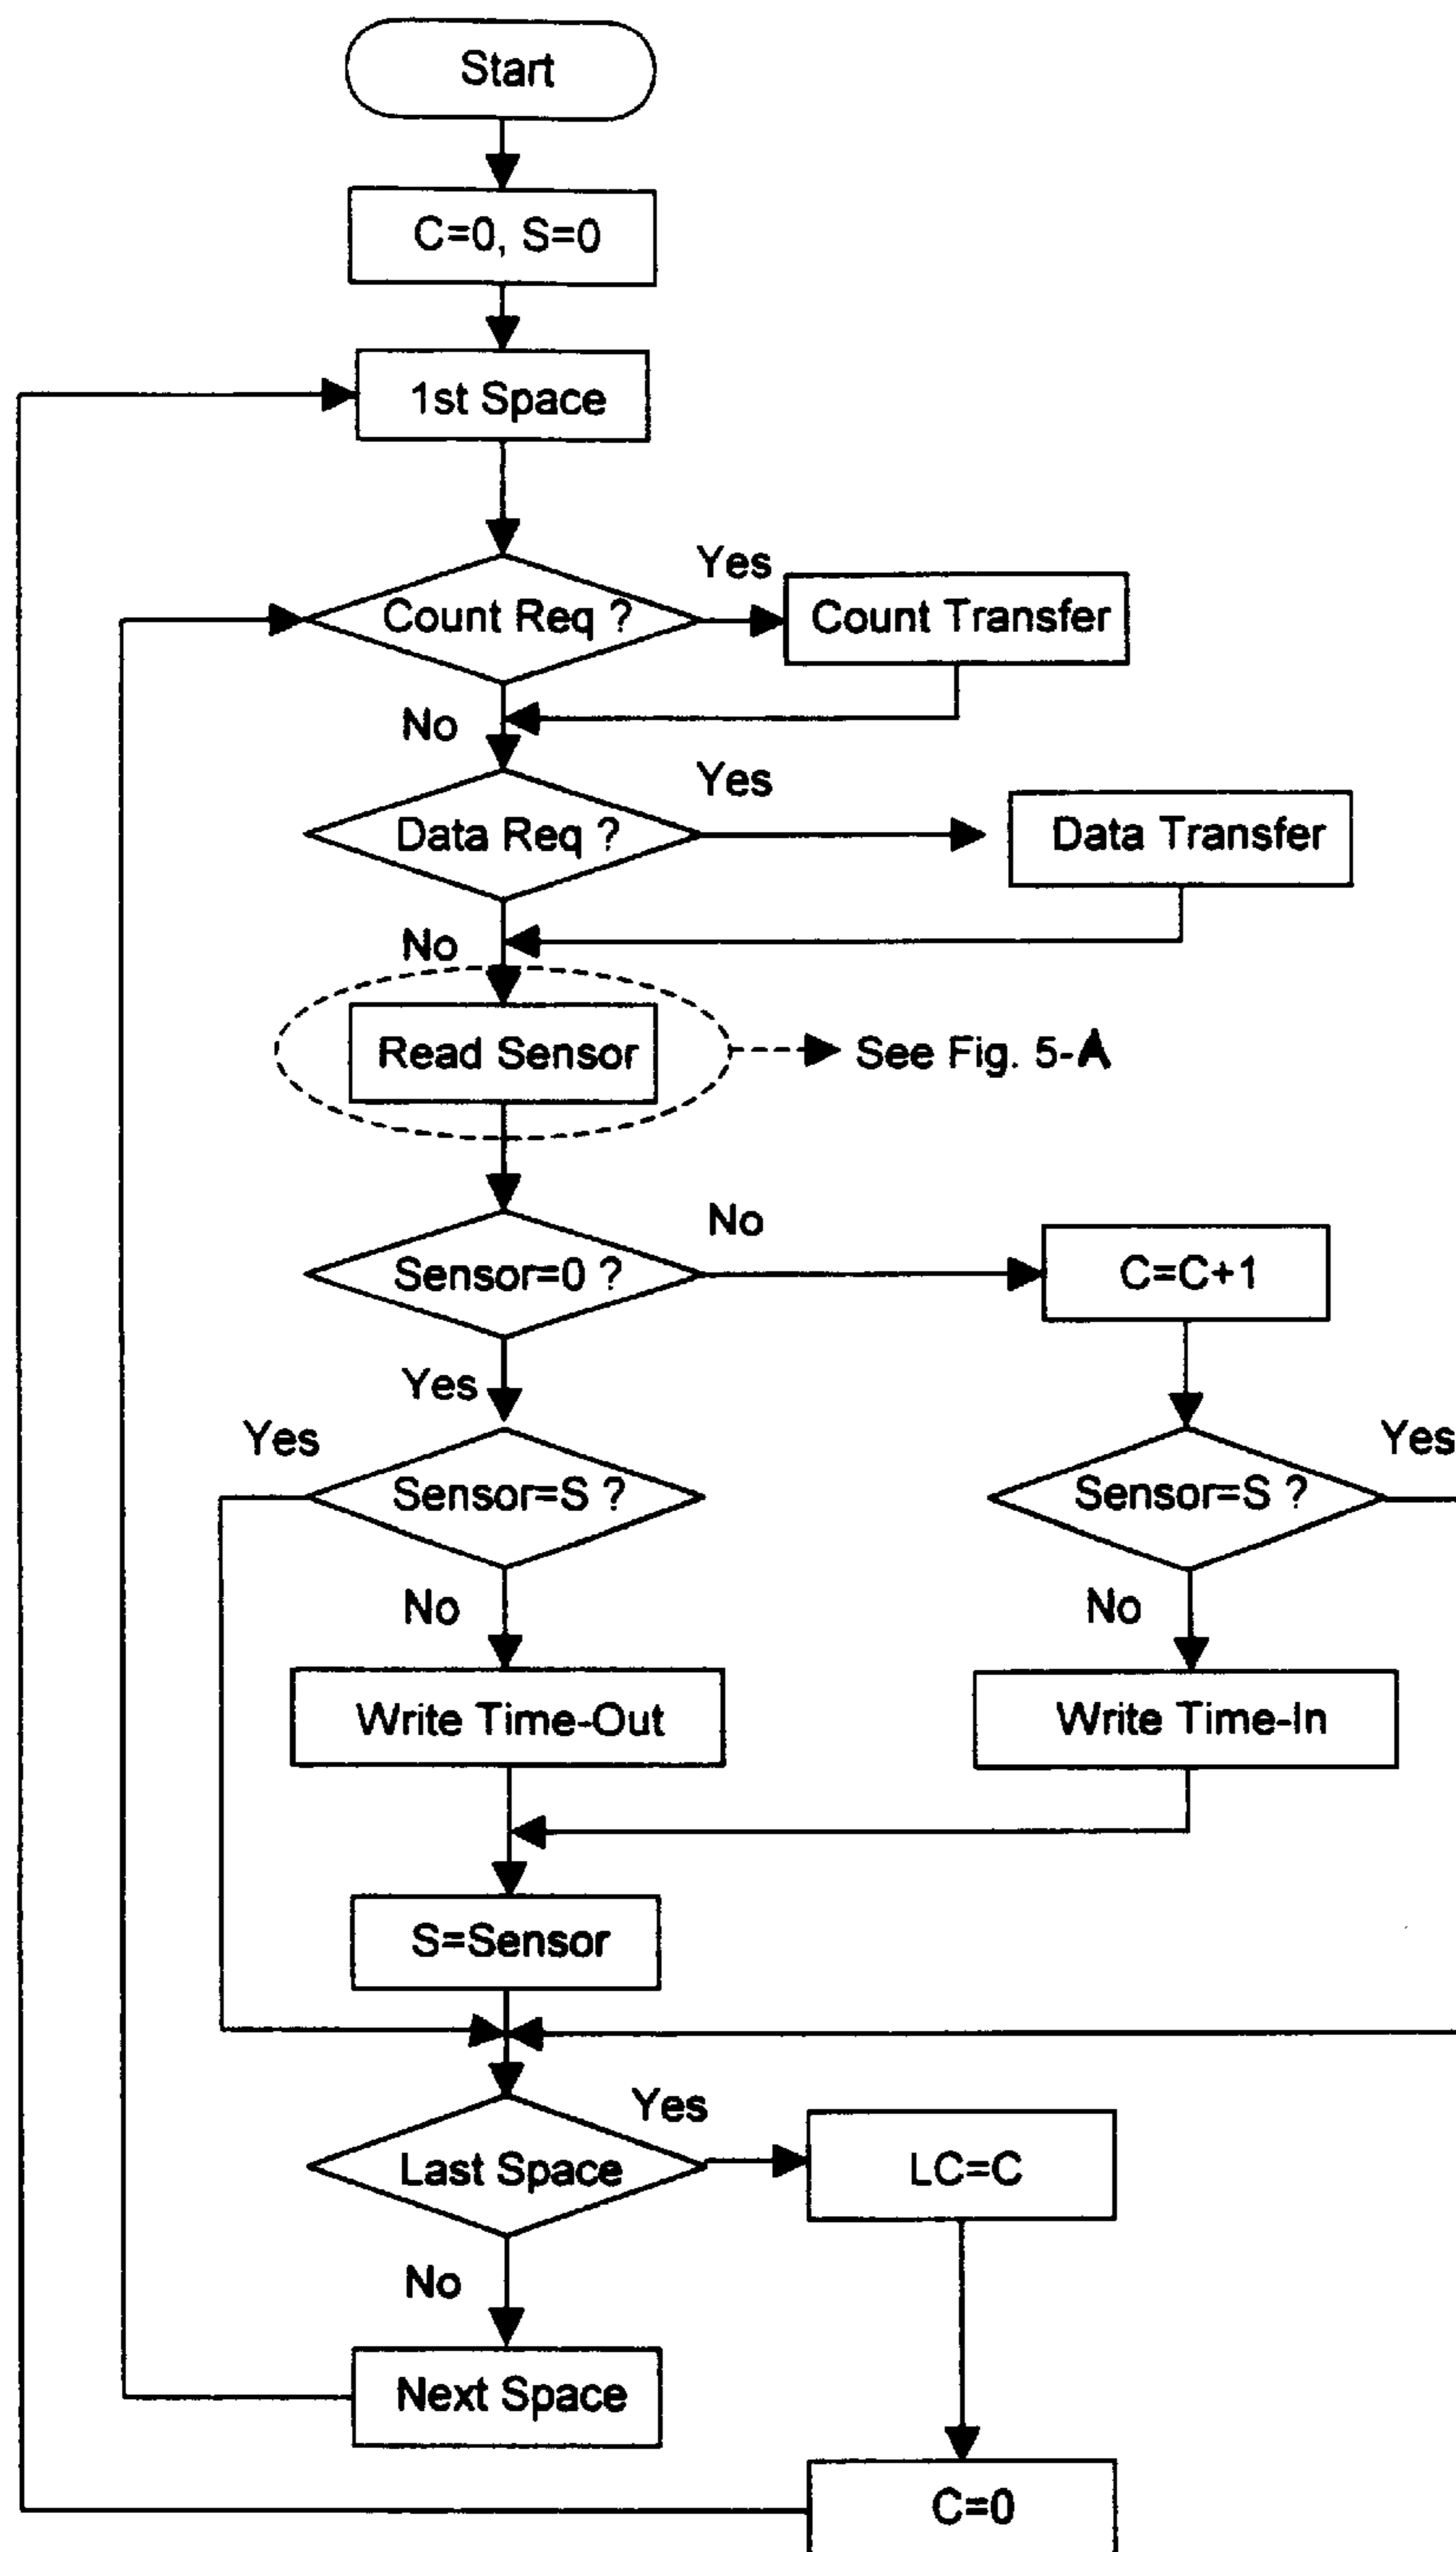 Start
C=0, S=0
1st Space
Yes
Count Req ?
Count Transfer
No
Yes
Data Req ?
Data Transfer
No
Read Sensor
See Fig. 5-A
No
Sensor=0 ?
C=C+1
Yes
Yes
Sensor=S ?
Sensor=S ?
Yes
No
No
Write Time-Out
Write Time-In
S=Sensor
Yes
Last Space
LC=C
No
Next Space
C=0